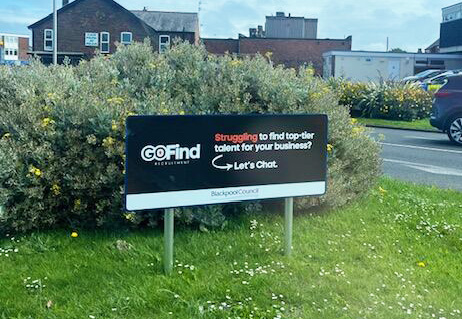 GOFind
RECRUITMENT
Struggling to find top-tier
talent for your business?
Let's Chat.
BlackpoolCouncil